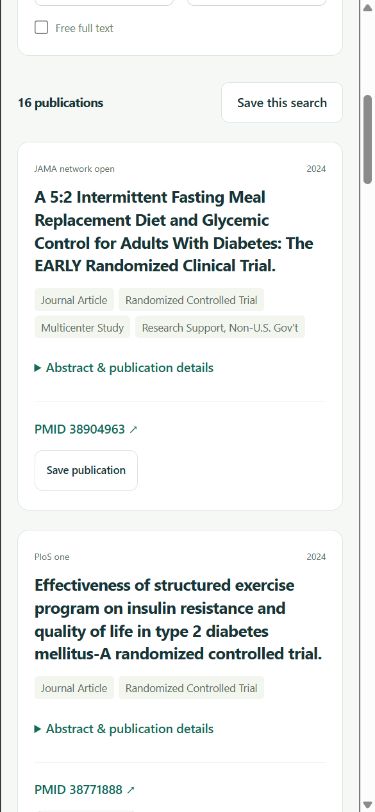 Free full text
16 publications
Save this search
JAMA network open
2024
A 5:2 Intermittent Fasting Meal
Replacement Diet and Glycemic
Control for Adults With Diabetes: The
EARLY Randomized Clinical Trial.
Journal Article
Randomized Controlled Trial
Multicenter Study
Research Support, Non-U.S. Gov't
▶ Abstract & publication details
PMID 38904963 ↗
Save publication
PloS one
2024
Effectiveness of structured exercise
program on insulin resistance and
quality of life in type 2 diabetes
mellitus-A randomized controlled trial.
Journal Article
Randomized Controlled Trial
▶ Abstract & publication details
PMID 38771888 ↗